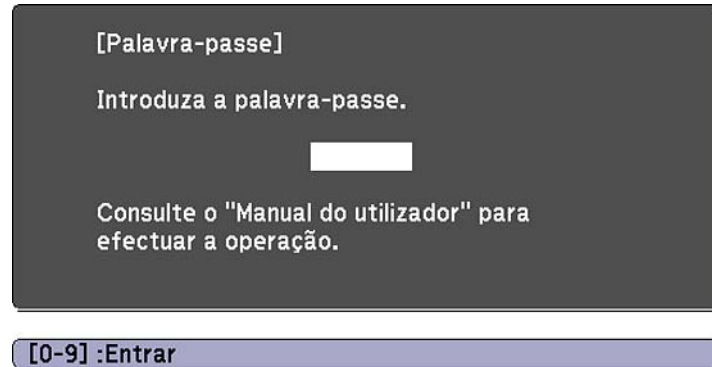 [Palavra-passe]
Introduza a palavra-passe.
Consulte o "Manual do utilizador" para
efectuar a operação.
[0-9] :Entrar